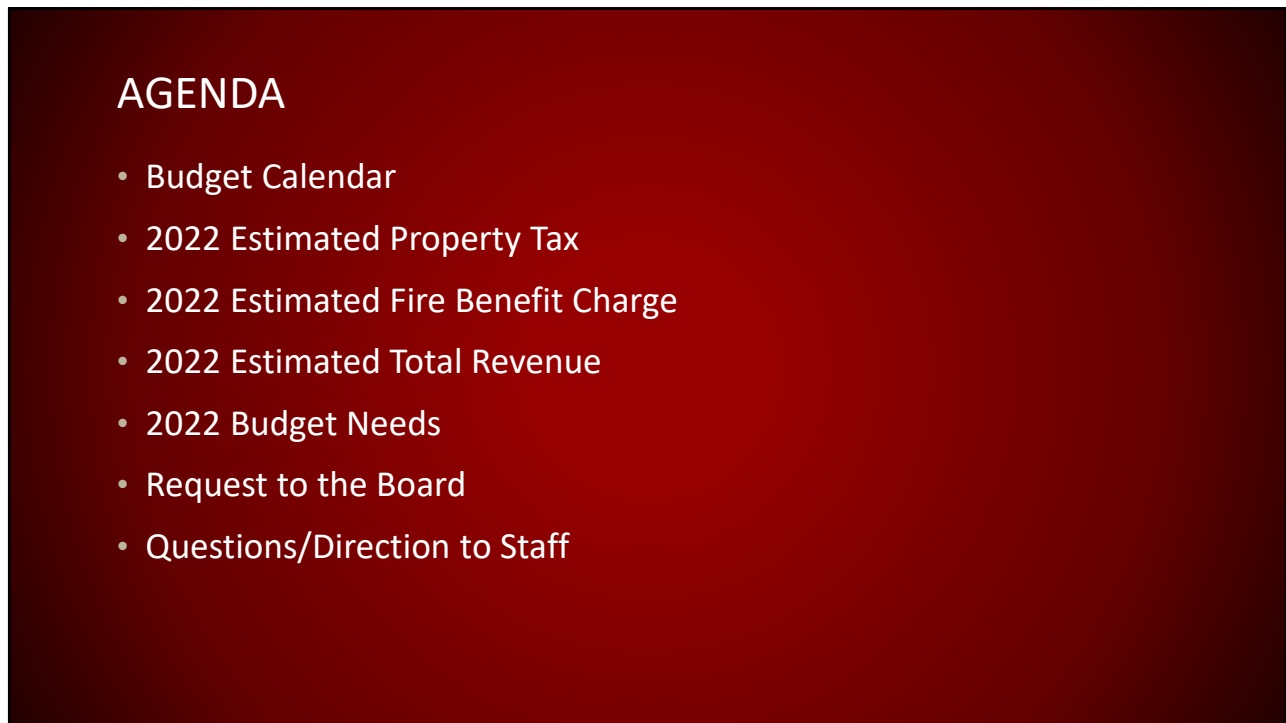 AGENDA
• Budget Calendar
• 2022 Estimated Property Tax
• 2022 Estimated Fire Benefit Charge
• 2022 Estimated Total Revenue
• 2022 Budget Needs
• Request to the Board
• Questions/Direction to Staff